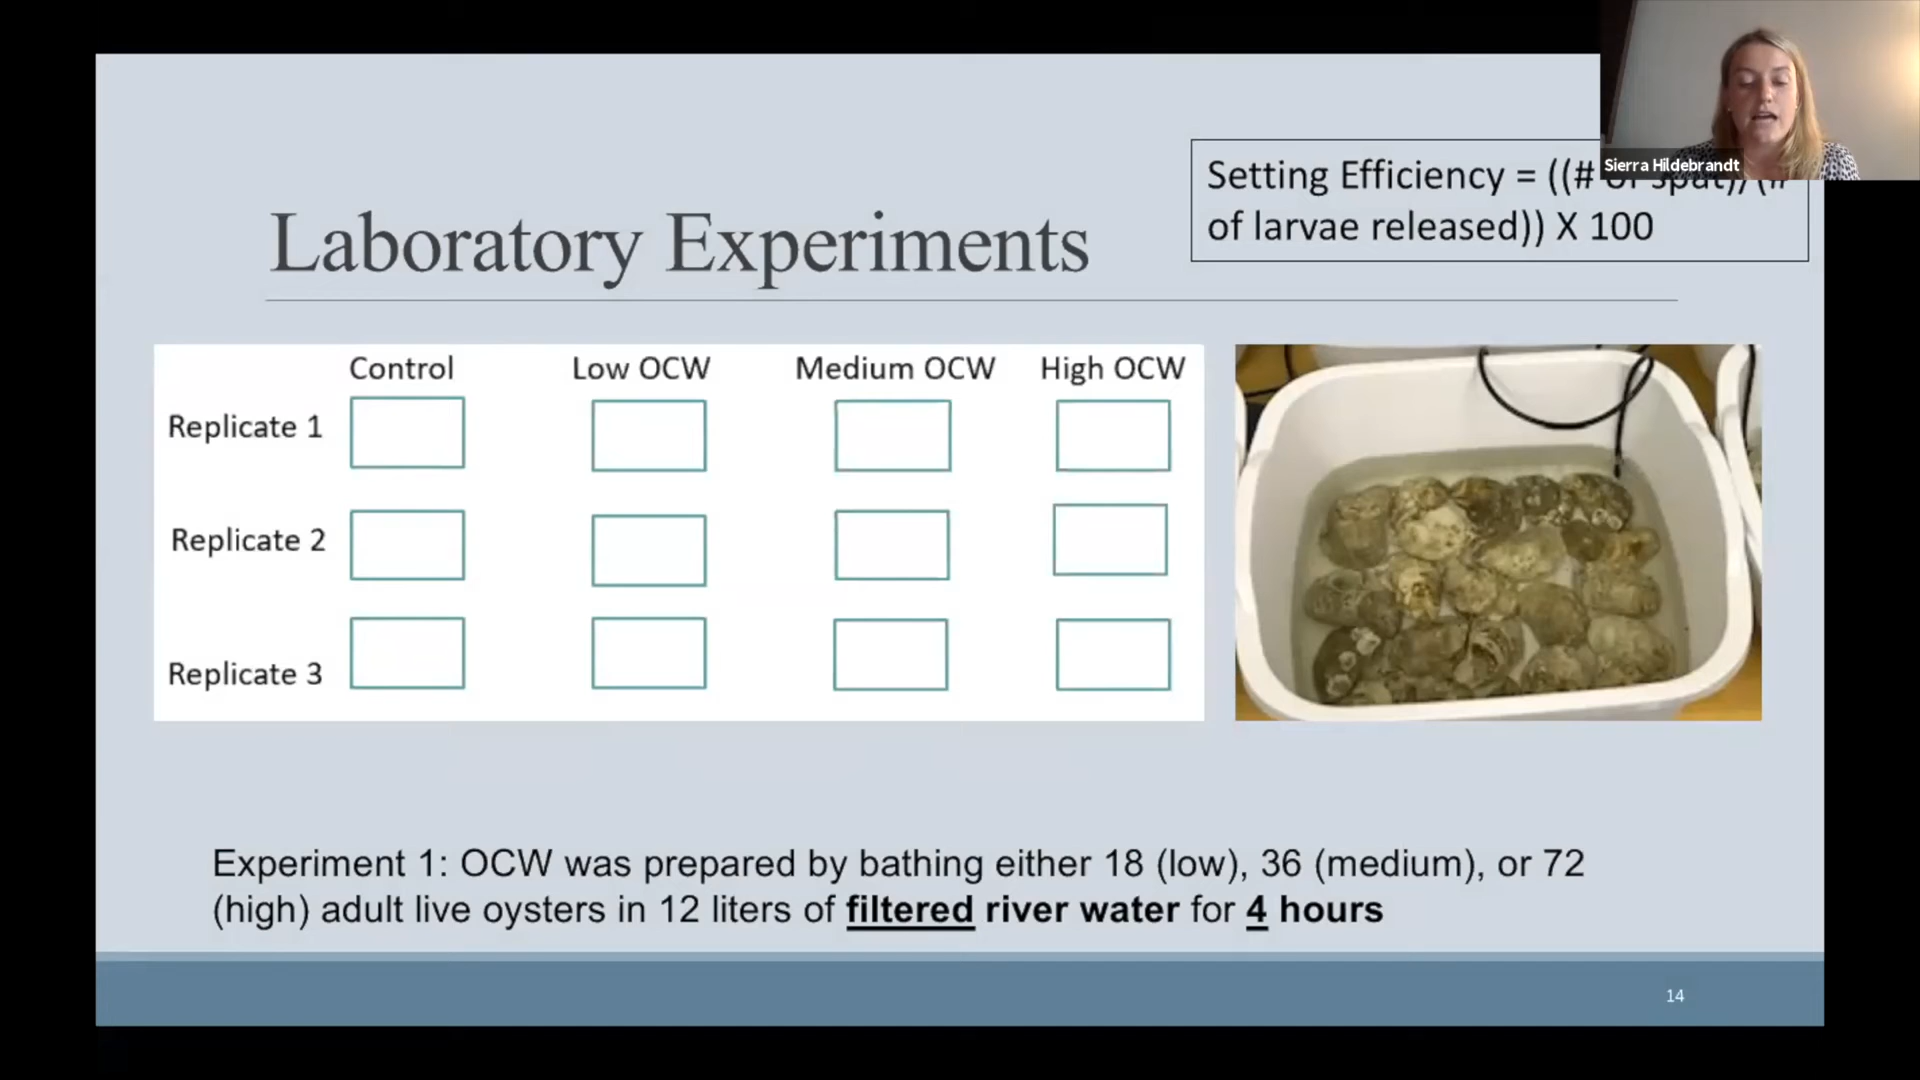 Sierra Hildebrandt
Setting Efficiency = ((# of spat)/(#
of larvae released)) X 100
Laboratory Experiments
Control Low OCW Medium OCW High OCW
Replicate 1
Replicate 2
Replicate 3
Experiment 1: OCW was prepared by bathing either 18 (low), 36 (medium), or 72
(high) adult live oysters in 12 liters of filtered river water for 4 hours
14